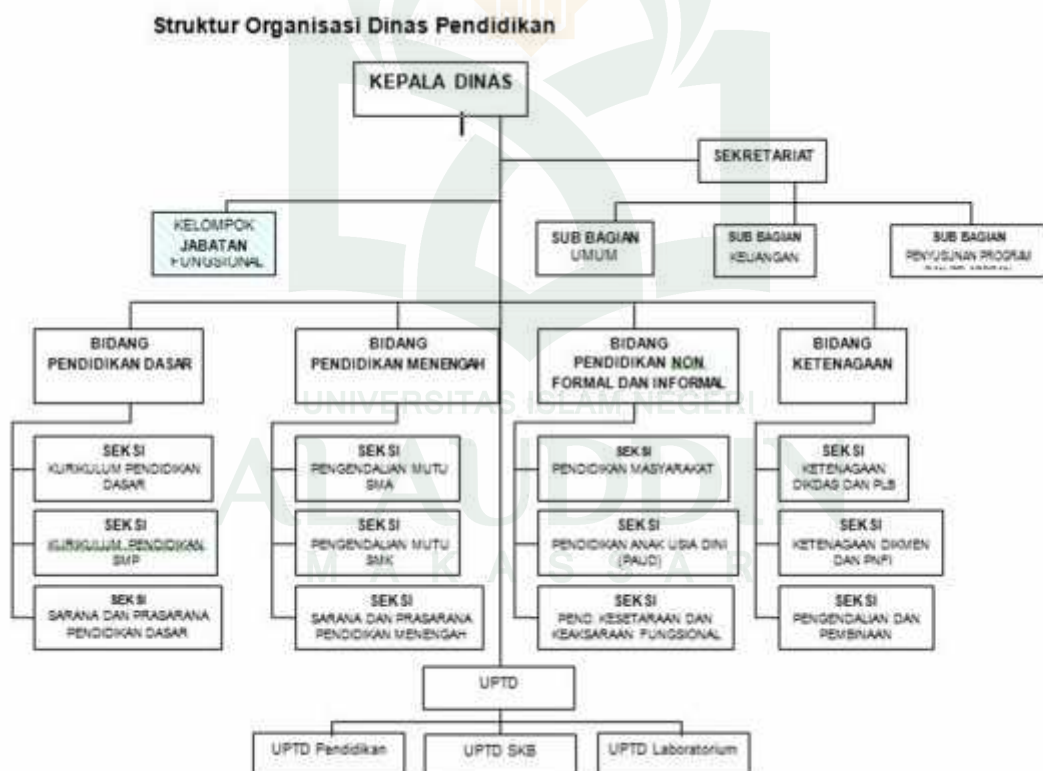 Struktur Organisasi Dinas Pendidikan
KEPALA DINAS
SEKRETARIAT
KELOMPOK
JABATAN
FUNGSIONAL
SUB BAGIAN
UMUM
SUB BAGIAN
KEUANGAN
SUB BAGIAN
PENYUSUNAN PROGRAM
BIDANG
PENDIDIKAN DASAR
BIDANG
PENDIDIKAN MENENGAH
BIDANG
PENDIDIKAN NON
FORMAL DAN INFORMAL
BIDANG
KETENAGAAN
UNIVERSITAS ISLAM NEGERI
ALAUDDIN
MAKASSAR
SEKSI
KURIKULUM PENDIDIKAN
DASAR
SEKSI
PENGENDALIAN MUTU
SMA
SEKSI
PENDIDIKAN MASYARAKAT
SEKSI
KETENAGAAN
DIKDAS DAN PLB
SEKSI
KURIKULUM PENDIDIKAN
SMP
SEKSI
PENGENDALIAN MUTU
SMK
SEKSI
PENDIDIKAN ANAK USIA DINI
(PAUD)
SEKSI
KETENAGAAN DIKMEN
DAN PNFI
SEKSI
SARANA DAN PRASARANA
PENDIDIKAN DASAR
SEKSI
SARANA DAN PRASARANA
PENDIDIKAN MENENGAH
SEKSI
PEND. KESETARAAN DAN
KEAKSARAAN FUNGSIONAL
SEKSI
PENGENDALIAN DAN
PEMBINAAN
UPTD
UPTD Pendidikan
UPTD SKB
UPTD Laboratorium